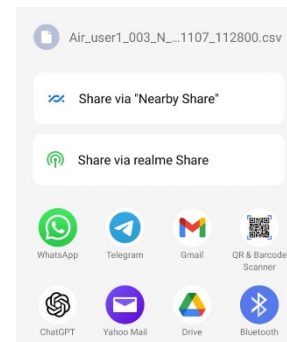 Air_user1_003_N_...1107_112800.csv
Share via "Nearby Share"
Share via realme Share
WhatsApp
Telegram
Gmail
QR & Barcode
Scanner
ChatGPT
Yahoo Mail
Drive
Bluetooth